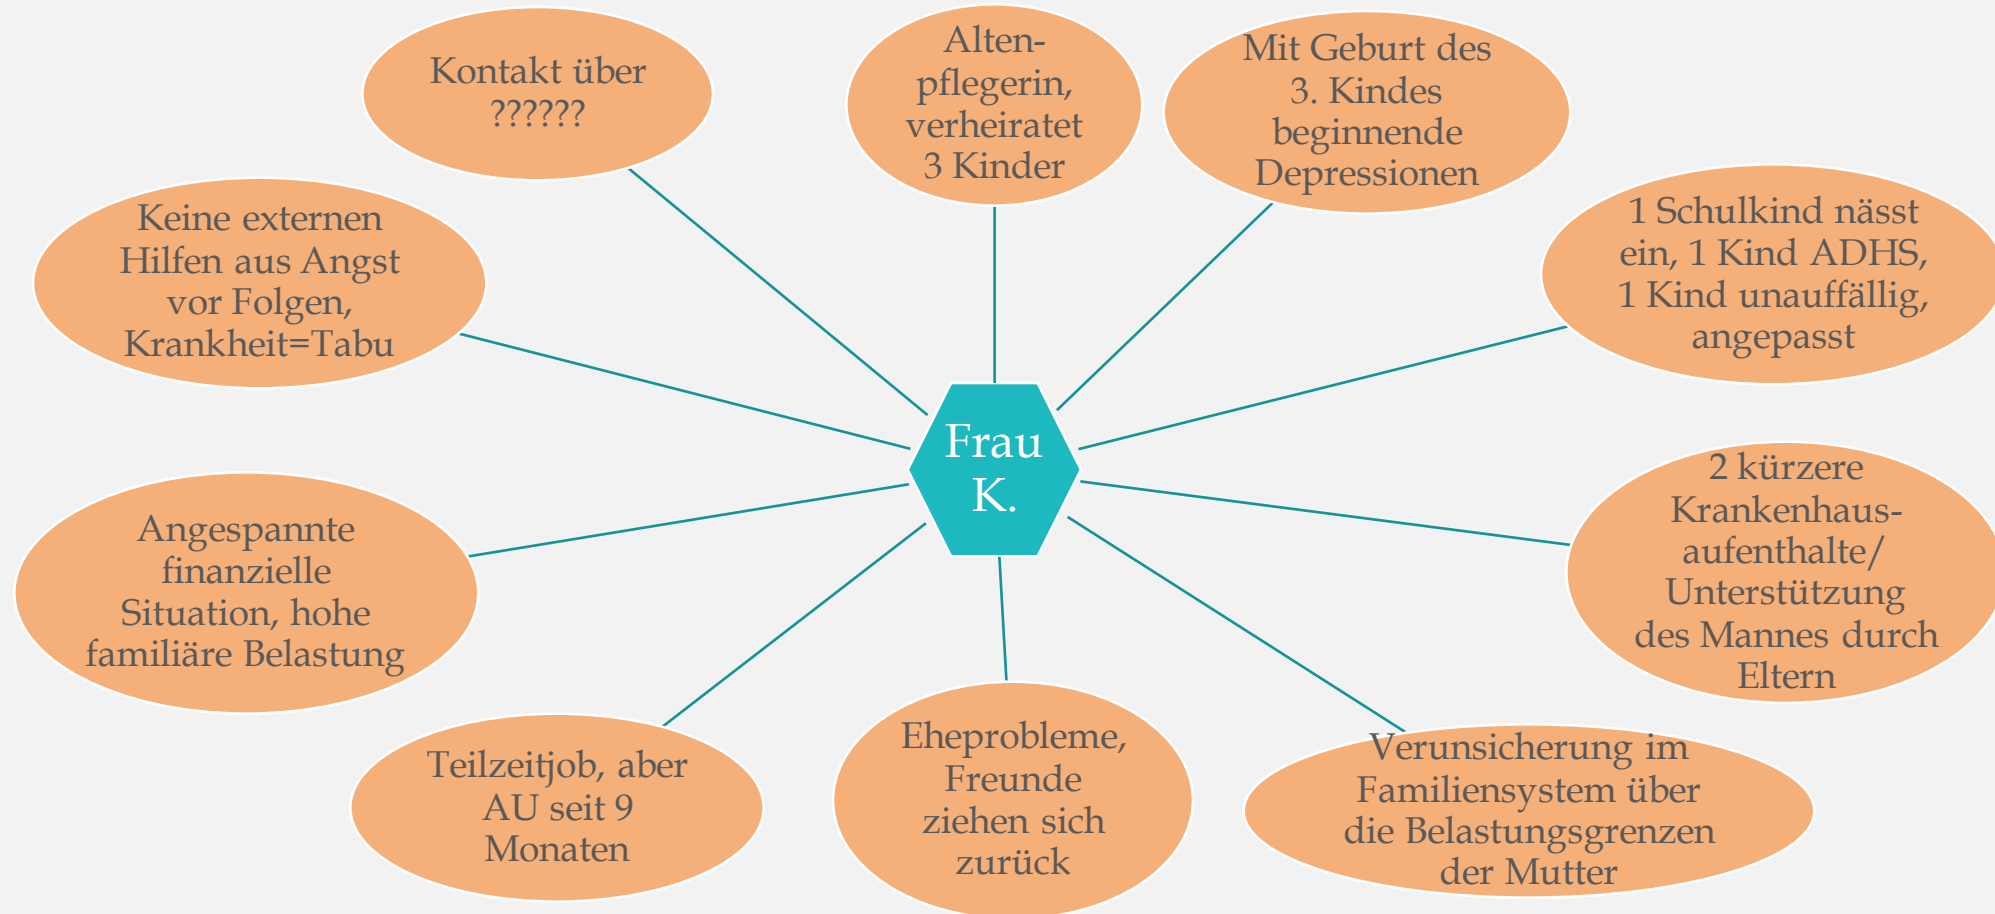 Alten-
pflegerin,
verheiratet
3 Kinder
Mit Geburt des
3. Kindes
beginnende
Depressionen
1 Schulkind nässt
ein, 1 Kind ADHS,
1 Kind unauffällig,
angepasst
2 kürzere
Krankenhaus-
aufenthalte/
Unterstützung
des Mannes durch
Eltern
Verunsicherung im
Familiensystem über
die Belastungsgrenzen
der Mutter
Eheprobleme,
Freunde
ziehen sich
zurück
Teilzeitjob, aber
AU seit 9
Monaten
Angespannte
finanzielle
Situation, hohe
familiäre Belastung
Keine externen
Hilfen aus Angst
vor Folgen,
Krankheit=Tabu
Kontakt über
??????
Frau
K.